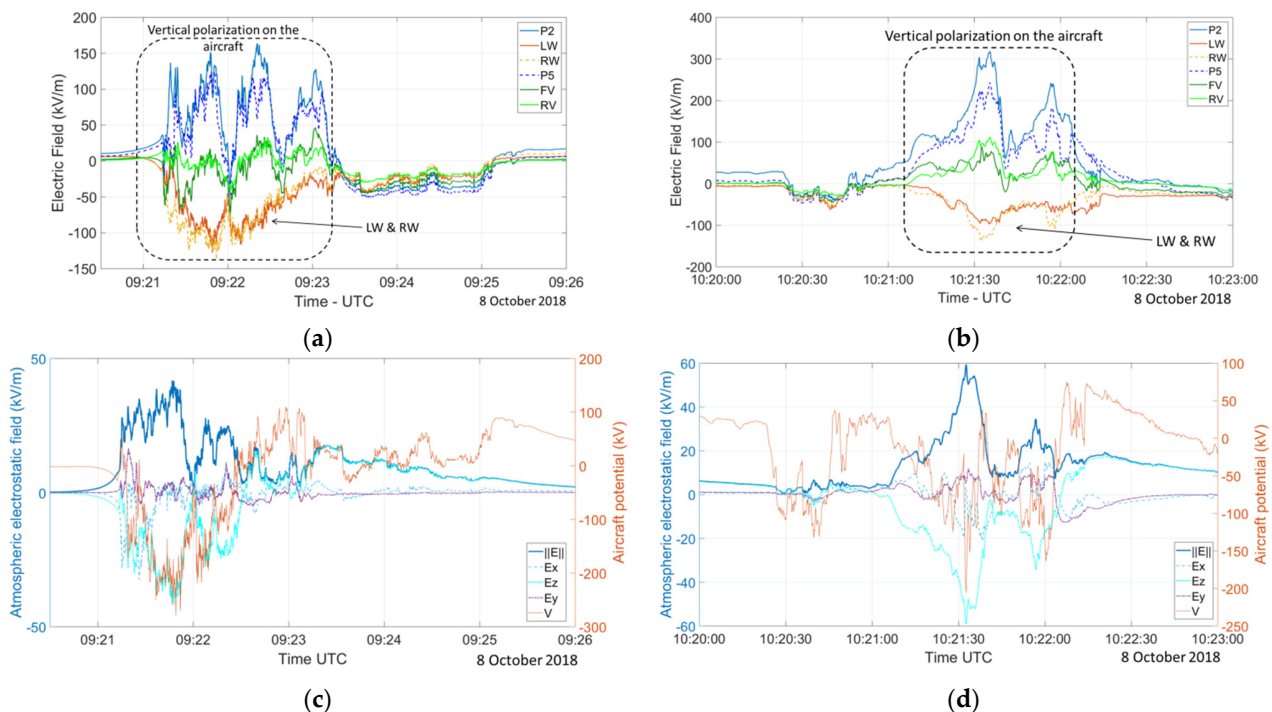 Vertical polarization on the
aircraft
P2
LW
RW
P5
FV
RV
200
150
100
50
0
-50
-100
-150
Electric Field (kV/m)
LW & RW
09:21
09:22
09:23
09:24
09:25
09:26
Time - UTC
8 October 2018
(a)
Vertical polarization on the aircraft
P2
LW
RW
P5
FV
RV
400
300
200
100
0
-100
-200
Electric Field (kV/m)
LW & RW
10:20:00
10:20:30
10:21:00
10:21:30
10:22:00
10:22:30
10:23:00
Time - UTC
8 October 2018
(b)
50
0
-50
Atmospheric electrostatic field (kV/m)
200
100
0
-100
-200
-300
Aircraft potential (kV)
||E||
Ex
Ez
Ey
V
09:21
09:22
09:23
09:24
09:25
09:26
Time UTC
8 October 2018
(c)
60
40
20
0
-20
-40
-60
Atmospheric electrostatic field (kV/m)
100
50
0
-50
-100
-150
-200
-250
Aircraft potential (kV)
||E||
Ex
Ez
Ey
V
10:20:00
10:20:30
10:21:00
10:21:30
10:22:00
10:22:30
10:23:00
Time UTC
8 October 2018
(d)